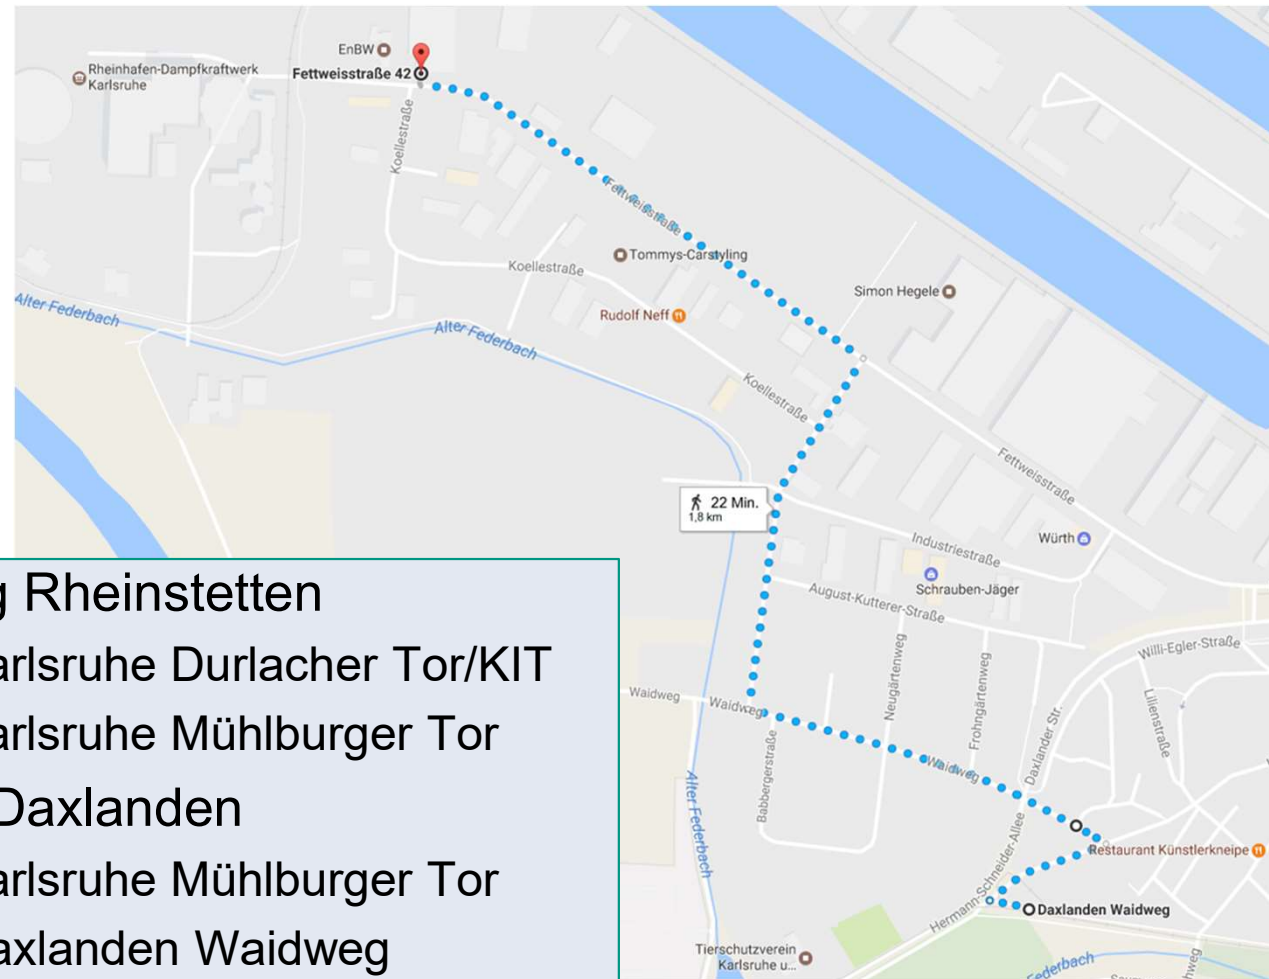 EnBW
Rheinhafen-Dampfkraftwerk
Karlsruhe
Fettweisstraße 42
Koellestraße
Fettweisstraße
Tommys-Carstyling
Koellestraße
Simon Hegele
Alter Federbach
Rudolf Neff
Alter Federbach
Koellestraße
Fettweisstraße
22 Min.
1,8 km
Industriestraße
Würth
Schrauben-Jäger
August-Kutterer-Straße
Willi-Egler-Straße
Neugärtenweg
Frohngärtenweg
Lilienstraße
Waidweg
Waidweg
Daxlander Str.
Babbergerstraße
Waidweg
Alter Federbach
Restaurant Künstlerkneipe
Hermann-Schneider-Allee
Daxlanden Waidweg
Tierschutzverein
Karlsruhe u...
g Rheinstetten
arlsruhe Durlacher Tor/KIT
arlsruhe Mühlburger Tor
Daxlanden
arlsruhe Mühlburger Tor
axlanden Waidweg